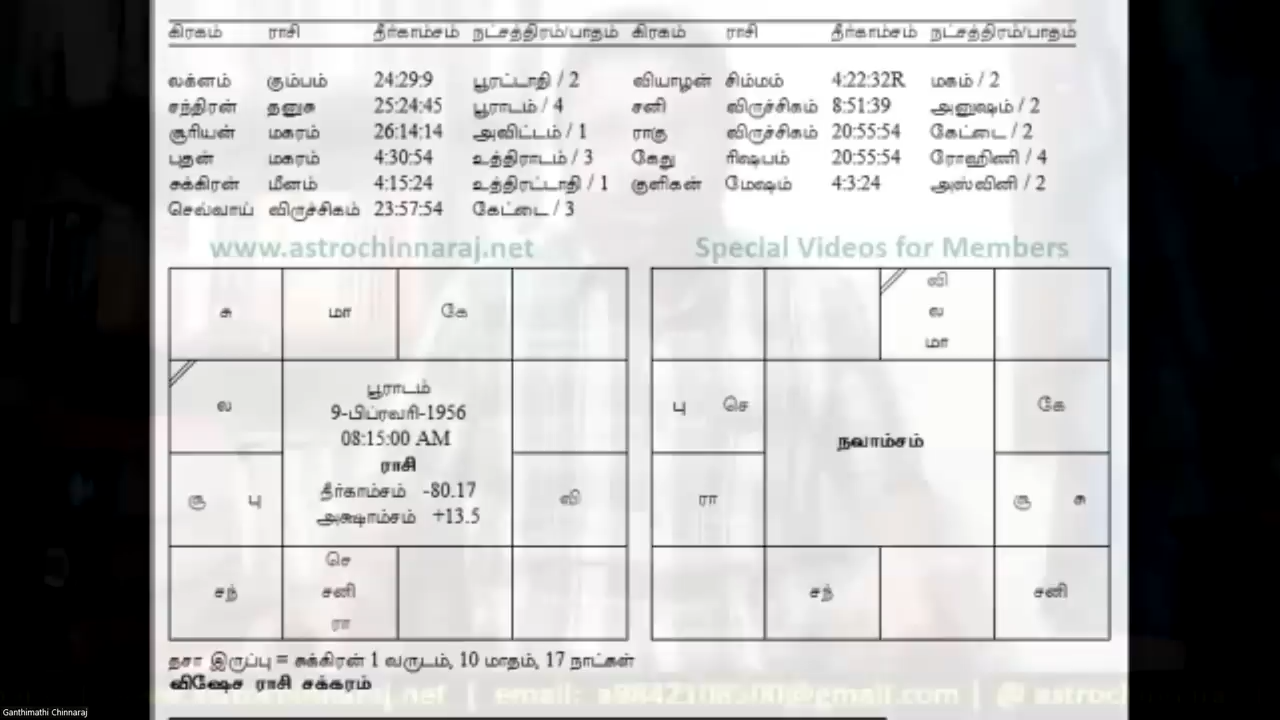 கிரகம் ராசி தீர்காம்சம் நட்சத்திரம்/பாதம் கிரகம் ராசி தீர்காம்சம் நட்சத்திரம்/பாதம்
லக்னம் கும்பம் 24:29:9 பூரட்டாதி / 2 வியாழன் சிம்மம் 4:22:32R மகம் / 2
சந்திரன் தனுசு 25:24:45 பூராடம் / 4 சனி விருச்சிகம் 8:51:39 அனுஷம் / 2
சூரியன் மகரம் 26:14:14 அவிட்டம் / 1 ராகு விருச்சிகம் 20:55:54 கேட்டை / 2
புதன் மகரம் 4:30:54 உத்திராடம் / 3 கேது ரிஷபம் 20:55:54 ரோஹினி / 4
சுக்கிரன் மீனம் 4:15:24 உத்திரட்டாதி / 1 குளிகன் மேஷம் 4:3:24 அஸ்வினி / 2
செவ்வாய் விருச்சிகம் 23:57:54 கேட்டை / 3
www.astrochinnaraj.net Special Videos for Members
சு மா கே
ல
பூராடம்
9-பிப்ரவரி-1956
08:15:00 AM
ராசி
தீர்காம்சம் -80.17
அக்ஷாம்சம் +13.5
சூ பு
வி
சந்
செ
சனி
ரா
வி
ல
மா
பு செ
கே
நவாம்சம்
ரா
சூ சு
சந்
சனி
தசா இருப்பு = சுக்கிரன் 1 வருடம், 10 மாதம், 17 நாட்கள்
விஷேச ராசி சக்கரம்
Ganthimathi Chinnaraj